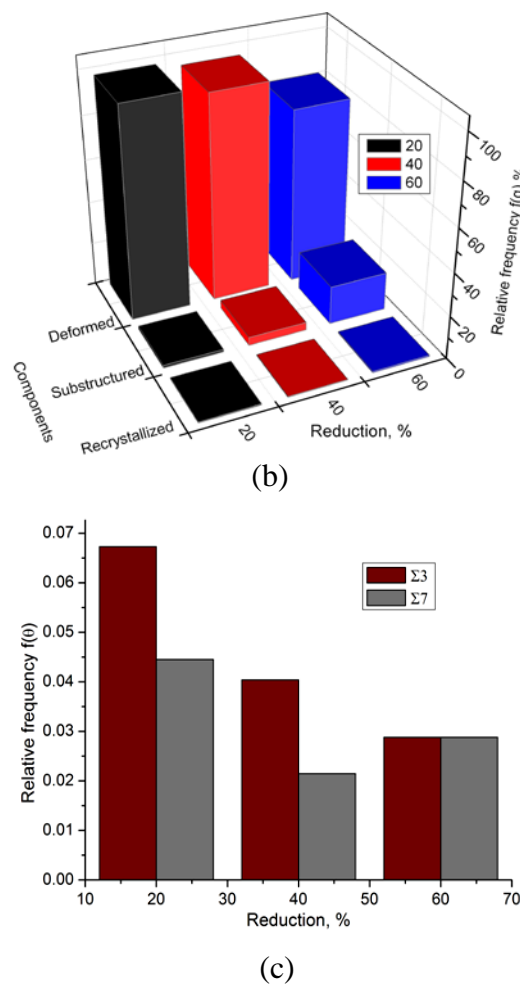 20
40
60
Relative frequency f(g) %
100
80
60
40
20
0
Deformed
Substructured
Recrystallized
Components
20
40
60
Reduction, %
(b)
0.07
0.06
0.05
0.04
0.03
0.02
0.01
0.00
Relative frequency f(θ)
Σ3
Σ7
10 20 30 40 50 60 70
Reduction, %
(c)